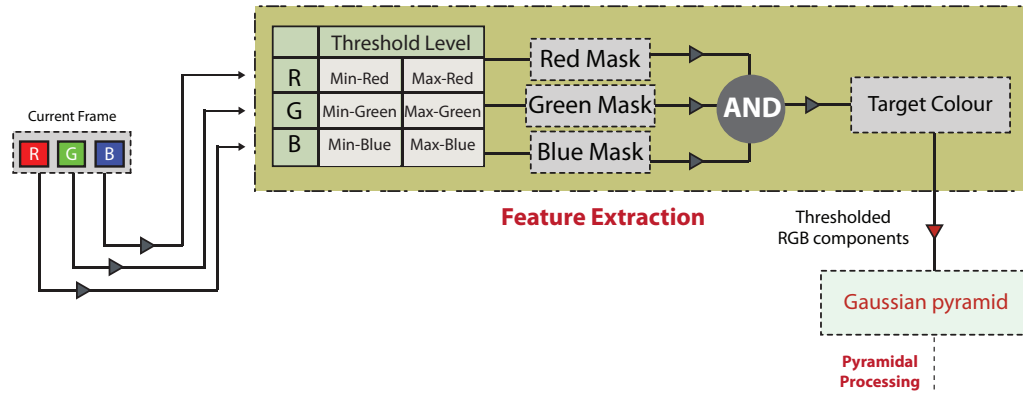 Current Frame
R G B
Threshold Level
R Min-Red Max-Red
G Min-Green Max-Green
B Min-Blue Max-Blue
Red Mask
Green Mask
Blue Mask
AND
Target Colour
Feature Extraction
Thresholded
RGB components
Gaussian pyramid
Pyramidal
Processing